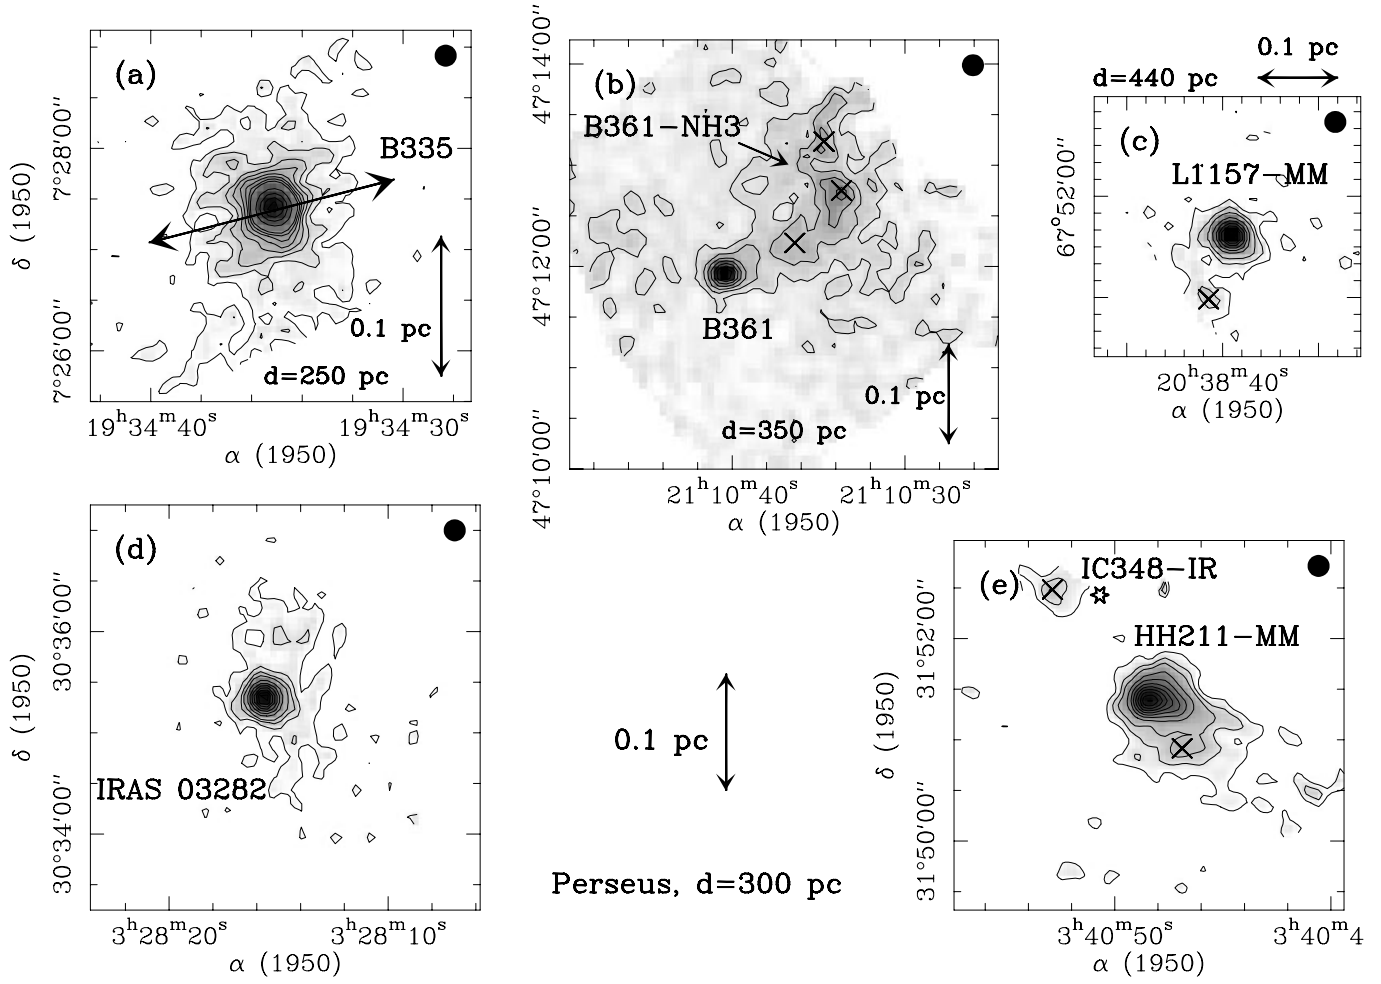 (a)
B335
0.1 pc
d=250 pc
7°28'00"
7°26'00"
δ (1950)
19h34m40s
19h34m30s
α (1950)
(b)
B361-NH3
B361
0.1 pc
d=350 pc
47°14'00"
47°12'00"
47°10'00"
21h10m40s
21h10m30s
α (1950)
0.1 pc
d=440 pc
(c)
L1157-MM
67°52'00"
20h38m40s
α (1950)
(d)
IRAS 03282
30°36'00"
30°34'00"
δ (1950)
3h28m20s
3h28m10s
α (1950)
0.1 pc
Perseus, d=300 pc
(e)
IC348-IR
HH211-MM
31°52'00"
31°50'00"
δ (1950)
3h40m50s
3h40m4
α (1950)